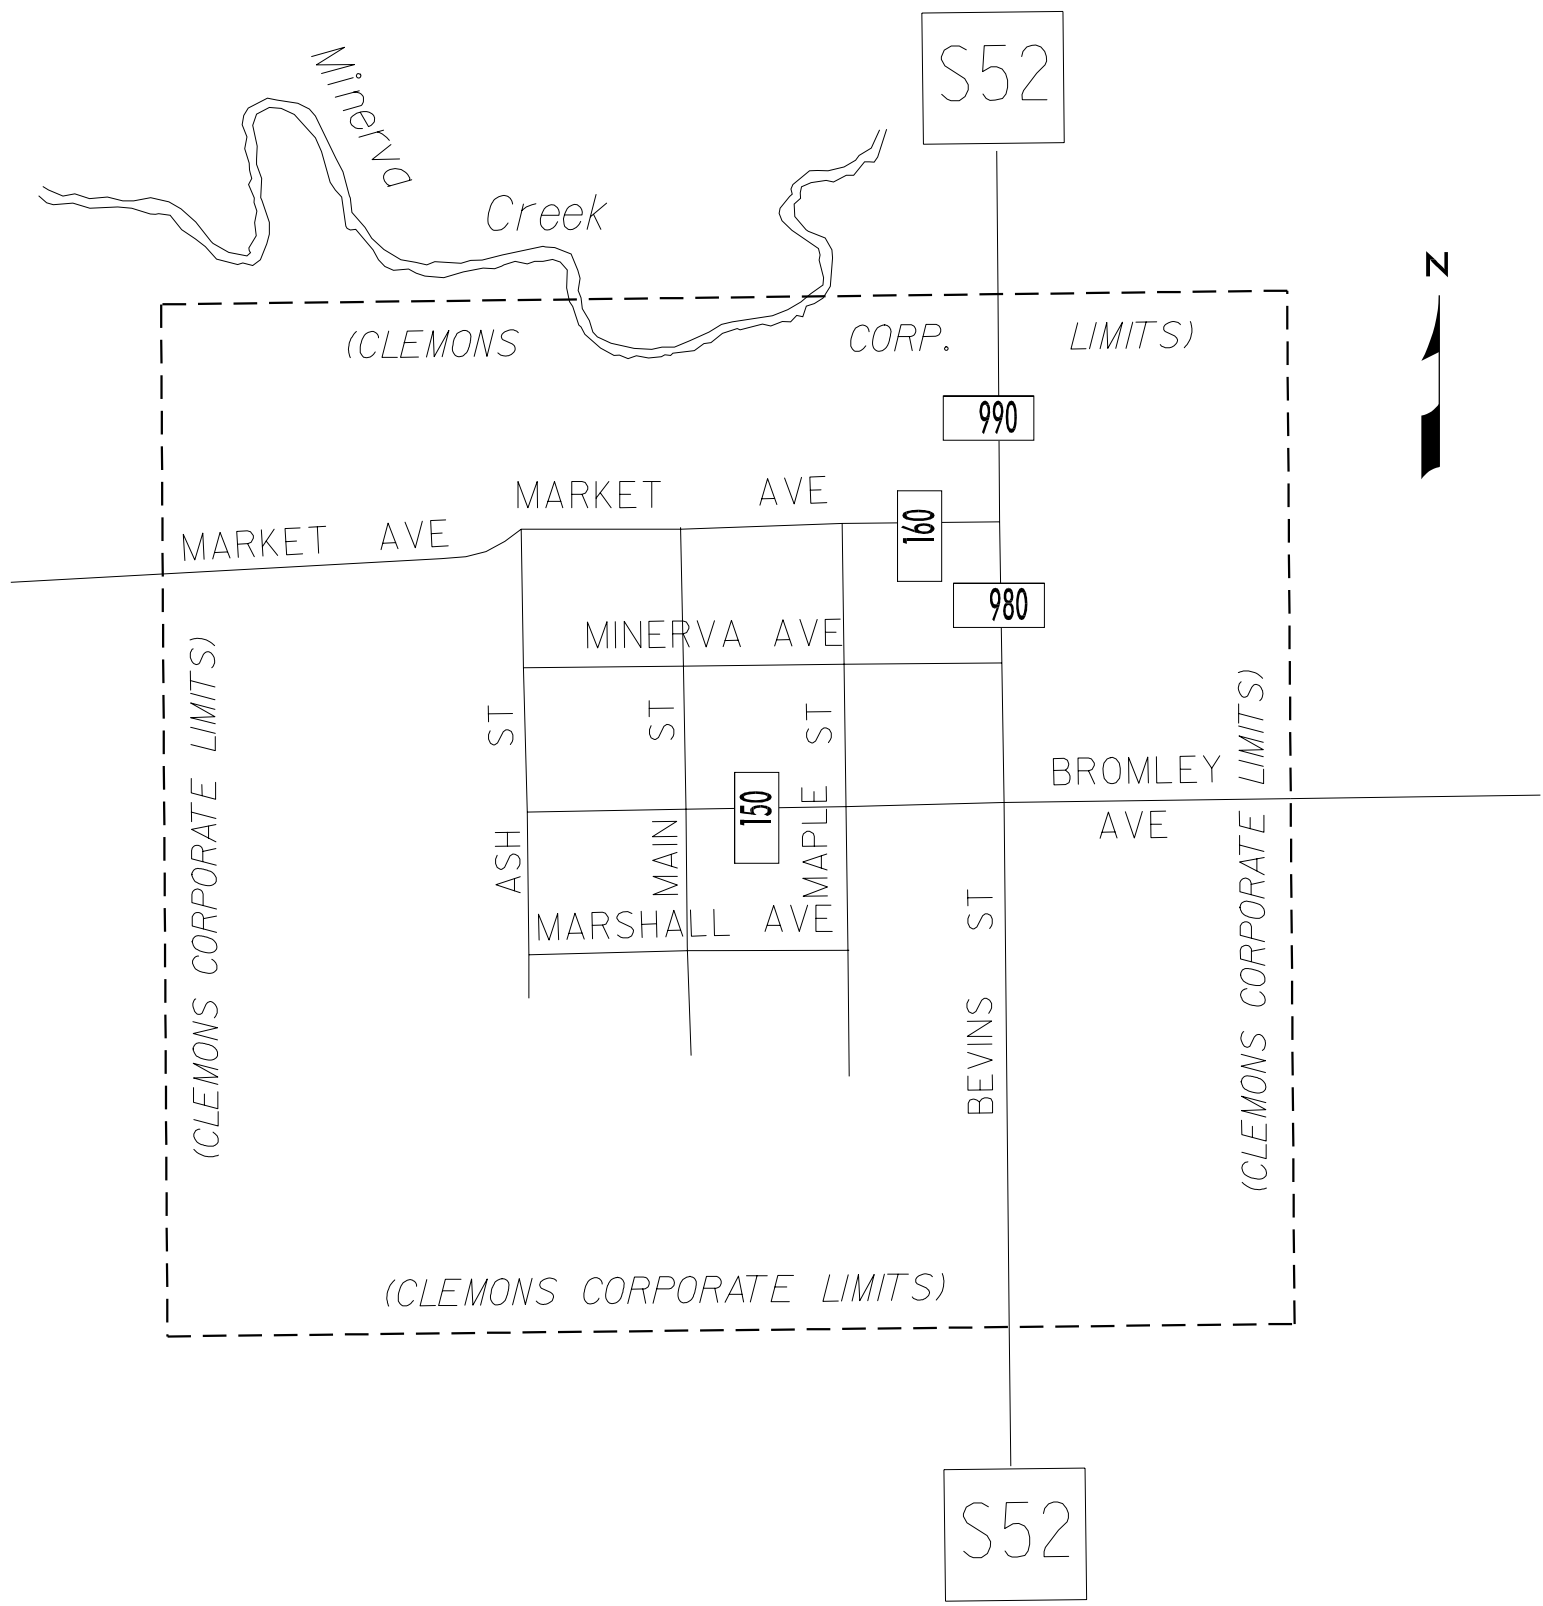 S52
Minerva
Creek
N
(CLEMONS CORP. LIMITS)
990
MARKET AVE
160
MARKET AVE
980
MINERVA AVE
(CLEMONS CORPORATE LIMITS)
ASH ST
MAIN ST
MAPLE ST
150
BROMLEY
AVE
(CLEMONS CORPORATE LIMITS)
MARSHALL AVE
BEVINS ST
(CLEMONS CORPORATE LIMITS)
S52